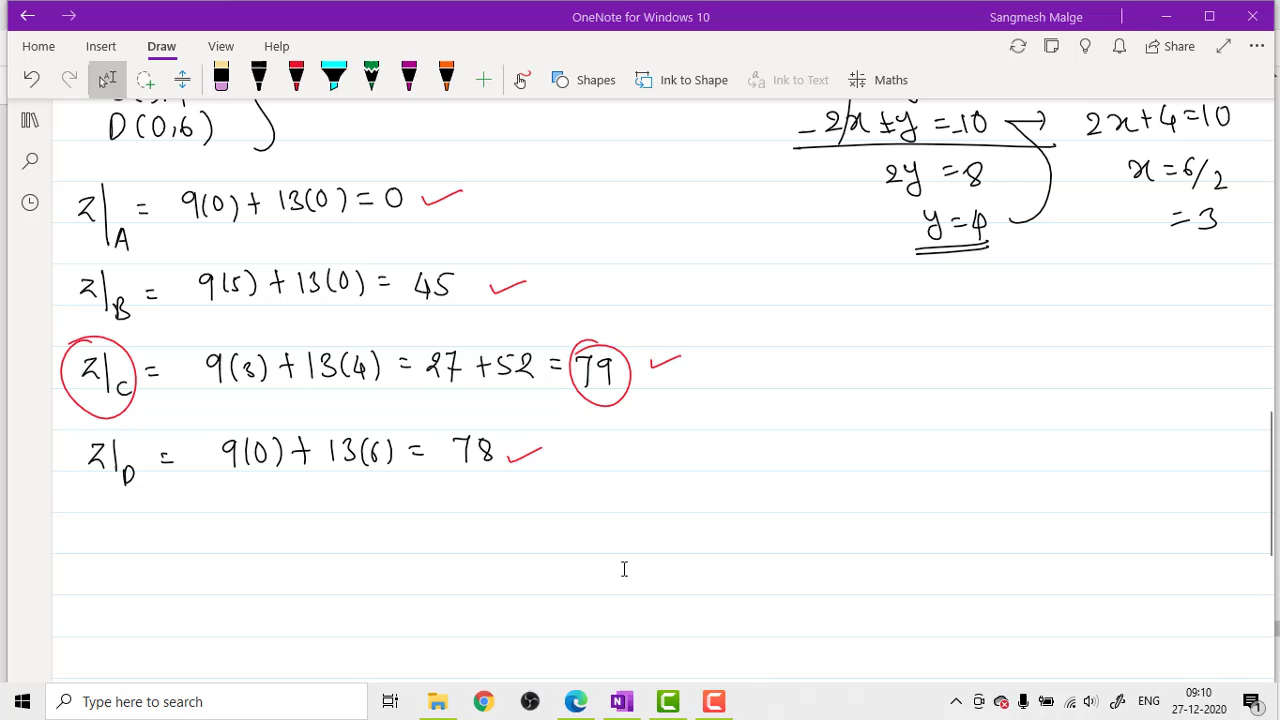 OneNote for Windows 10
Sangmesh Malge
Home Insert Draw View Help
Share
Shapes
Ink to Shape
Ink to Text
Maths
D(0,6)
-2x ± y = -10
2y = 8
y = 4
2x + 4 = 10
x = 6/2
= 3
z|A = 9(0) + 13(0) = 0 ✓
z|B = 9(5) + 13(0) = 45 ✓
z|C = 9(3) + 13(4) = 27 + 52 = 79 ✓
z|D = 9(0) + 13(6) = 78 ✓
Type here to search
09:10
27-12-2020
1